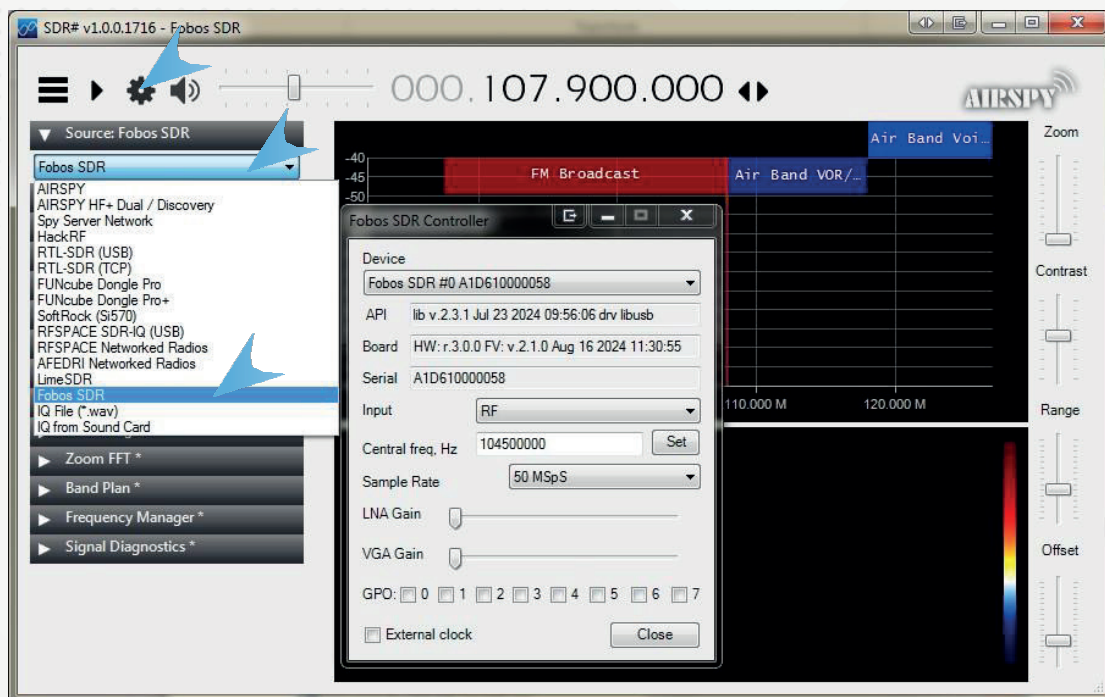 SDR# v1.0.0.1716 - Fobos SDR
000.107.900.000
AIRSPY
Source: Fobos SDR
Fobos SDR
AIRSPY
AIRSPY HF+ Dual / Discovery
Spy Server Network
HackRF
RTL-SDR (USB)
RTL-SDR (TCP)
FUNcube Dongle Pro
FUNcube Dongle Pro+
SoftRock (Si570)
RFSPACE SDR-IQ (USB)
RFSPACE Networked Radios
AFEDRI Networked Radios
LimeSDR
Fobos SDR
IQ File (*.wav)
IQ from Sound Card
Zoom FFT *
Band Plan *
Frequency Manager *
Signal Diagnostics *
Air Band Voi...
-40
-45
-50
FM Broadcast
Air Band VOR/...
110.000 M
120.000 M
Fobos SDR Controller
Device
Fobos SDR #0 A1D610000058
API lib v.2.3.1 Jul 23 2024 09:56:06 drv libusb
Board HW: r.3.0.0 FV: v.2.1.0 Aug 16 2024 11:30:55
Serial A1D610000058
Input RF
Central freq, Hz 104500000 Set
Sample Rate 50 MSpS
LNA Gain
VGA Gain
GPO: 0 1 2 3 4 5 6 7
External clock Close
Zoom
Contrast
Range
Offset